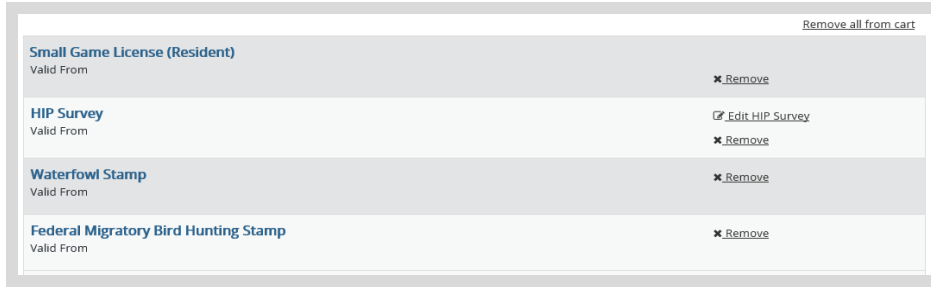 Remove all from cart
Small Game License (Resident)
Valid From
Remove
HIP Survey
Edit HIP Survey
Valid From
Remove
Waterfowl Stamp
Remove
Valid From
Federal Migratory Bird Hunting Stamp
Remove
Valid From